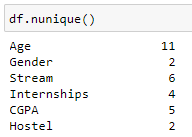 df.nunique()
Age 11
Gender 2
Stream 6
Internships 4
CGPA 5
Hostel 2